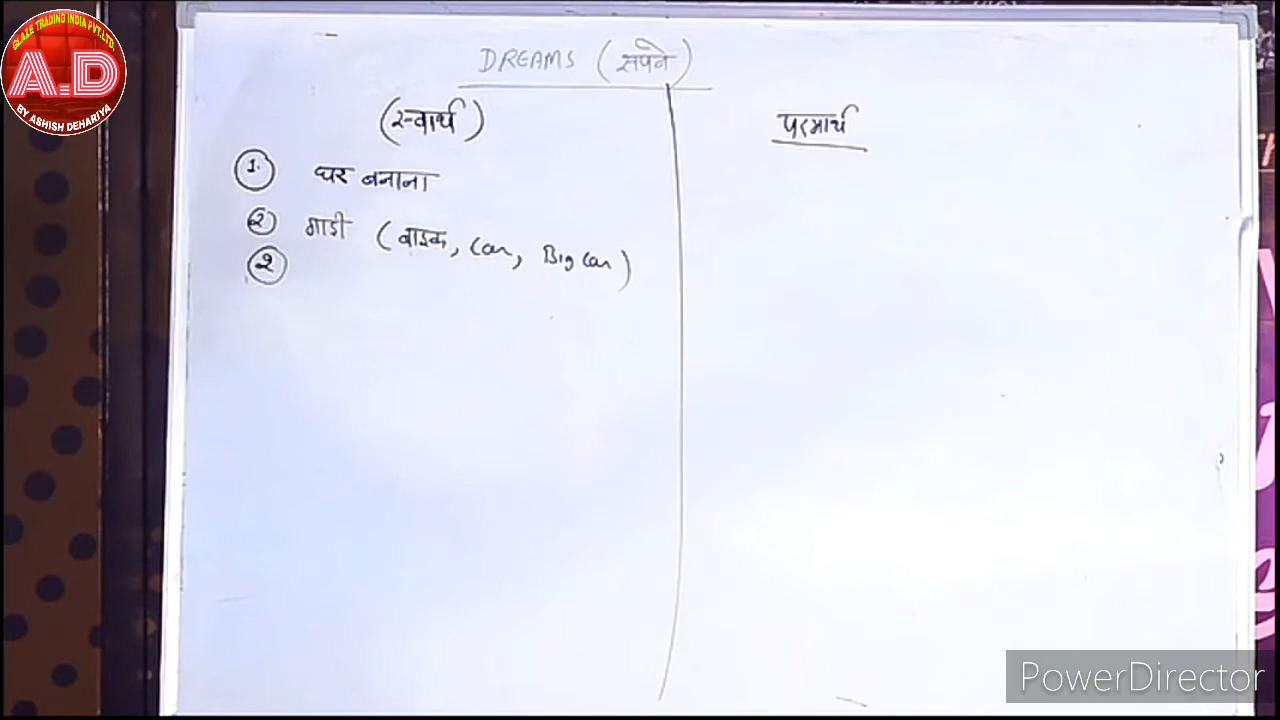 GLAZE TRADING INDIA PVT.LTD.
A.D
BY ASHISH DEHARIYA
DREAMS (सपने)
(स्वार्थ)
परमार्थ
1. घर बनाना
2 गाडी (बाइक, Car, Big Car)
2
PowerDirector